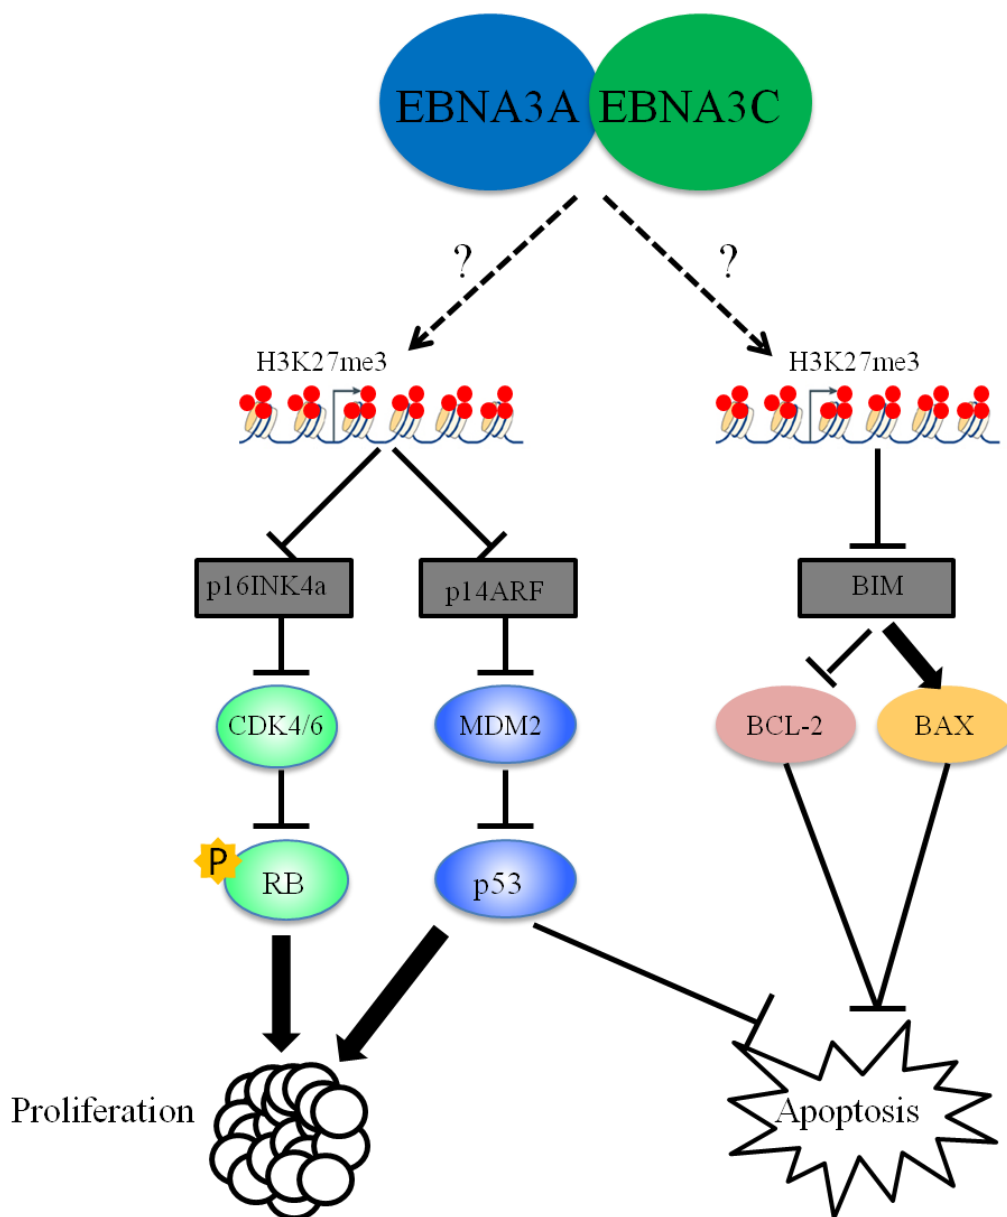 EBNA3A EBNA3C
? ?
H3K27me3 H3K27me3
p16INK4a p14ARF BIM
CDK4/6 MDM2 BCL-2 BAX
P
RB p53
Proliferation Apoptosis